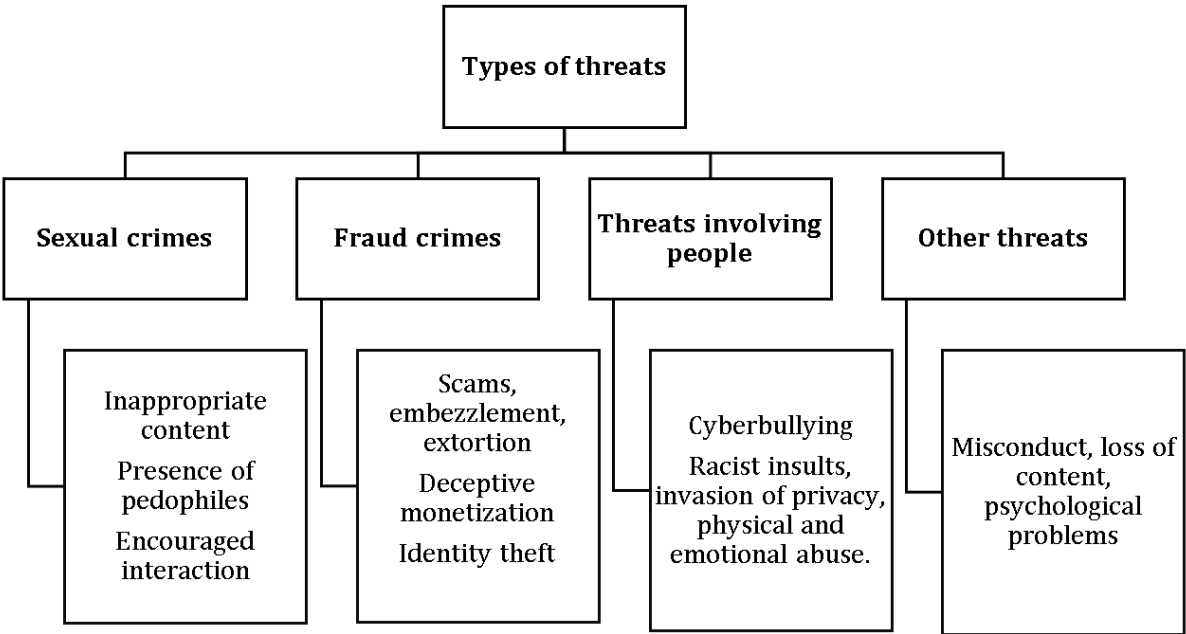 Types of threats
Sexual crimes
Fraud crimes
Threats involving
people
Other threats
Inappropriate
content
Presence of
pedophiles
Encouraged
interaction
Scams,
embezzlement,
extortion
Deceptive
monetization
Identity theft
Cyberbullying
Racist insults,
invasion of privacy,
physical and
emotional abuse.
Misconduct, loss of
content,
psychological
problems